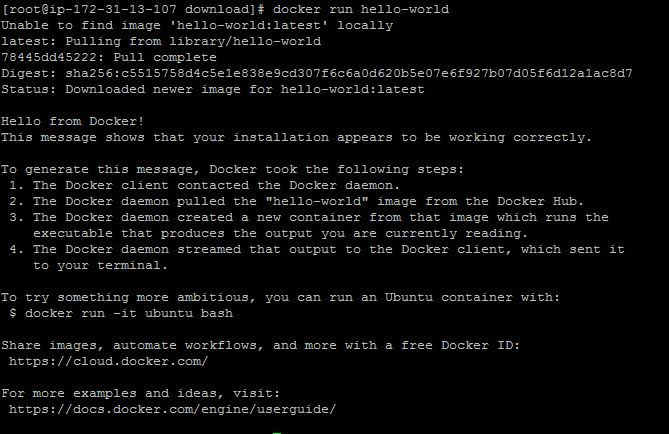 [root@ip-172-31-13-107 download]# docker run hello-world
Unable to find image 'hello-world:latest' locally
latest: Pulling from library/hello-world
78445dd45222: Pull complete
Digest: sha256:c5515758d4c5e1e838e9cd307f6c6a0d620b5e07e6f927b07d05f6d12a1ac8d7
Status: Downloaded newer image for hello-world:latest
Hello from Docker!
This message shows that your installation appears to be working correctly.
To generate this message, Docker took the following steps:
1. The Docker client contacted the Docker daemon.
2. The Docker daemon pulled the "hello-world" image from the Docker Hub.
3. The Docker daemon created a new container from that image which runs the
executable that produces the output you are currently reading.
4. The Docker daemon streamed that output to the Docker client, which sent it
to your terminal.
To try something more ambitious, you can run an Ubuntu container with:
$ docker run -it ubuntu bash
Share images, automate workflows, and more with a free Docker ID:
https://cloud.docker.com/
For more examples and ideas, visit:
https://docs.docker.com/engine/userguide/